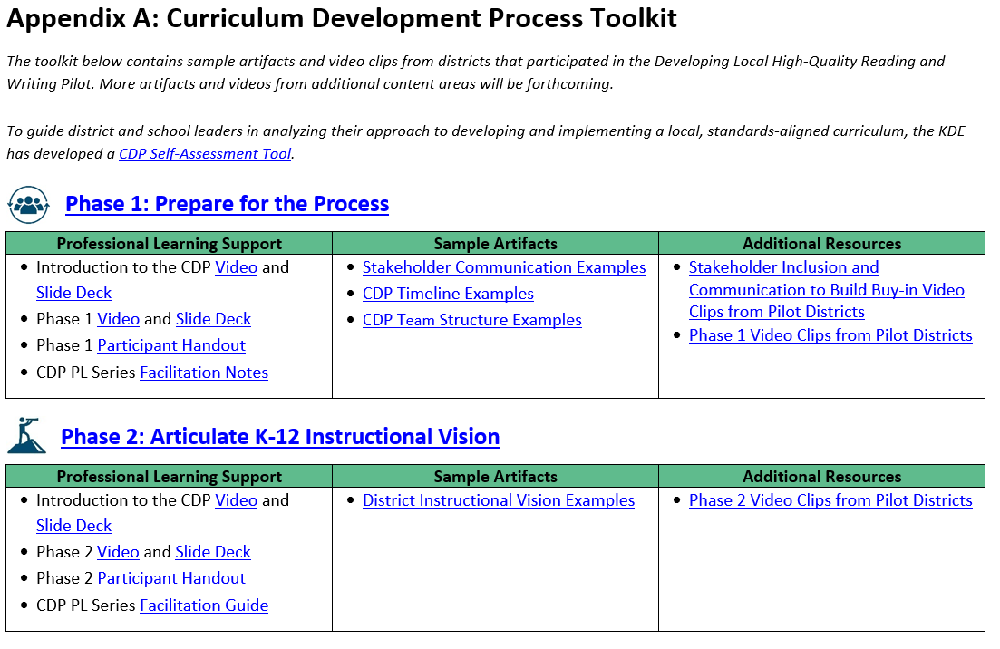 Appendix A: Curriculum Development Process Toolkit
The toolkit below contains sample artifacts and video clips from districts that participated in the Developing Local High-Quality Reading and
Writing Pilot. More artifacts and videos from additional content areas will be forthcoming.
To guide district and school leaders in analyzing their approach to developing and implementing a local, standards-aligned curriculum, the KDE
has developed a CDP Self-Assessment Tool.
Phase 1: Prepare for the Process
Professional Learning Support
• Introduction to the CDP Video and
Slide Deck
• Phase 1 Video and Slide Deck
• Phase 1 Participant Handout
• CDP PL Series Facilitation Notes
Sample Artifacts
• Stakeholder Communication Examples
• CDP Timeline Examples
• CDP Team Structure Examples
Additional Resources
• Stakeholder Inclusion and
Communication to Build Buy-in Video
Clips from Pilot Districts
• Phase 1 Video Clips from Pilot Districts
Phase 2: Articulate K-12 Instructional Vision
Professional Learning Support
• Introduction to the CDP Video and
Slide Deck
• Phase 2 Video and Slide Deck
• Phase 2 Participant Handout
• CDP PL Series Facilitation Guide
Sample Artifacts
• District Instructional Vision Examples
Additional Resources
• Phase 2 Video Clips from Pilot Districts